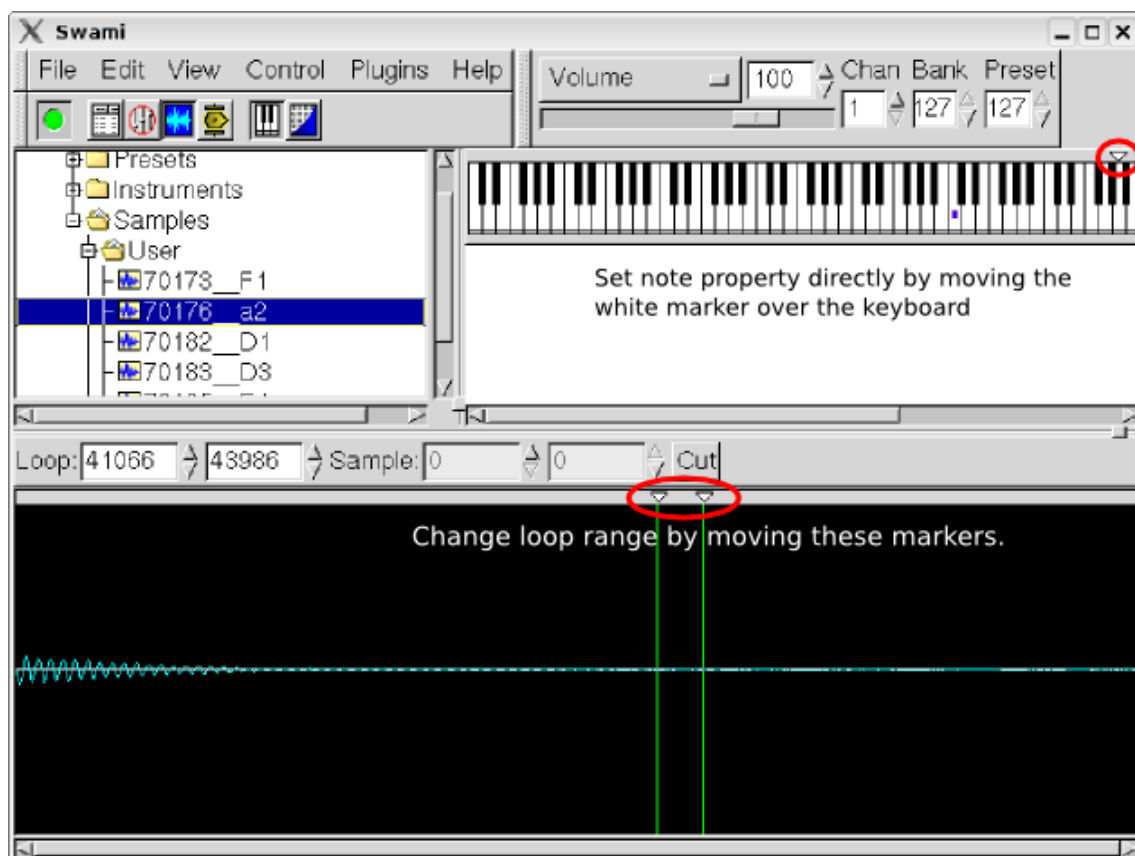 Swami
File Edit View Control Plugins Help
Volume 100 Chan Bank Preset
1 127 127
Presets
Instruments
Samples
User
70173__F1
70176__a2
70182__D1
70183__D3
Set note property directly by moving the
white marker over the keyboard
Loop: 41066 43986 Sample: 0 0 Cut
Change loop range by moving these markers.